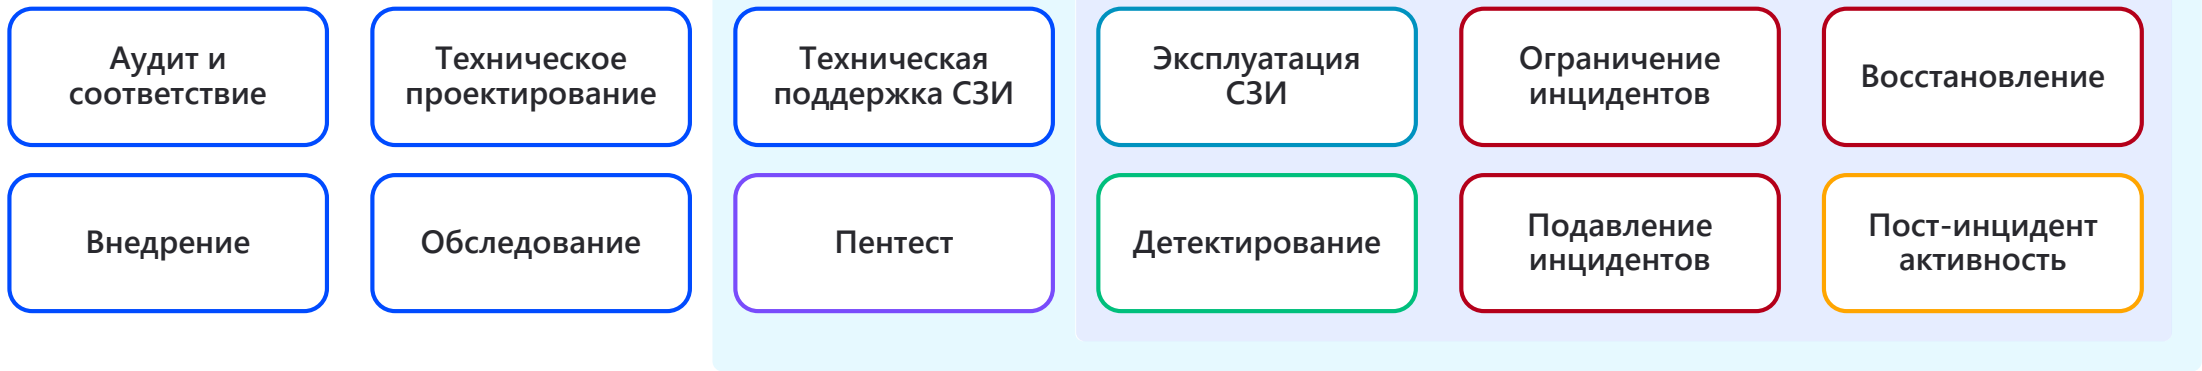 Аудит и
соответствие
Техническое
проектирование
Техническая
поддержка СЗИ
Эксплуатация
СЗИ
Ограничение
инцидентов
Восстановление
Внедрение
Обследование
Пентест
Детектирование
Подавление
инцидентов
Пост-инцидент
активность